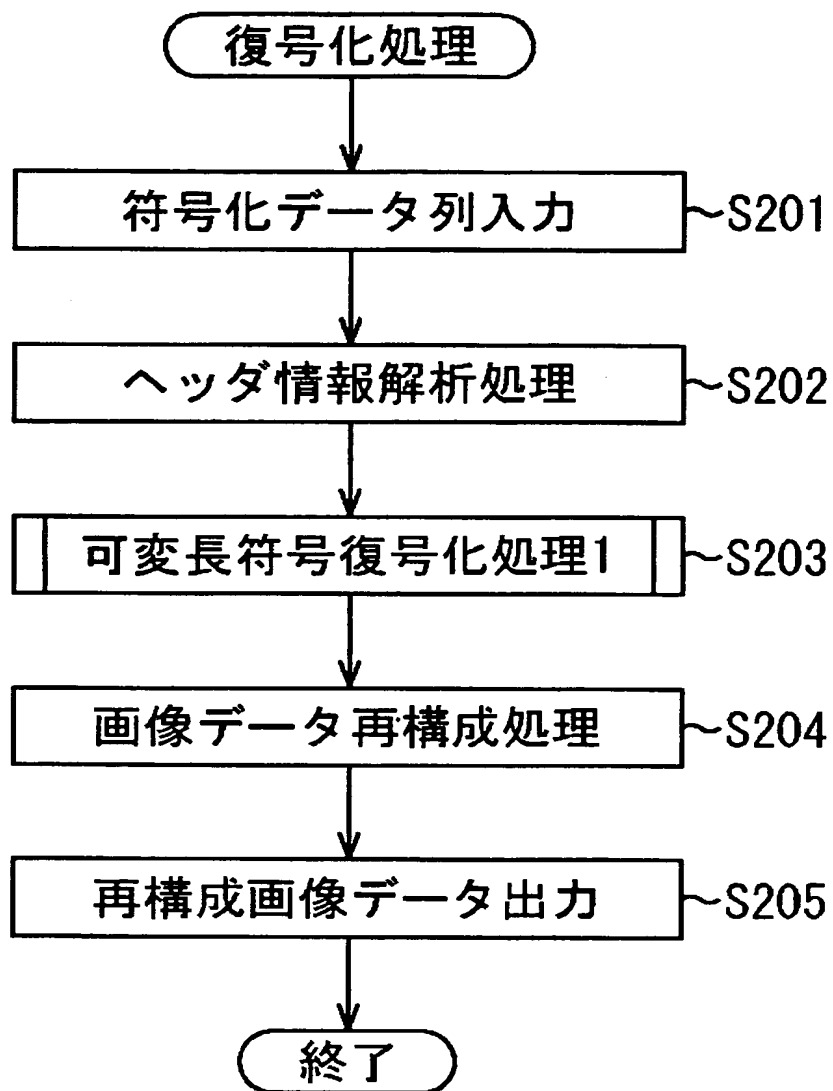 復号化処理
符号化データ列入力 ~S201
ヘッダ情報解析処理 ~S202
可変長符号復号化処理1 ~S203
画像データ再構成処理 ~S204
再構成画像データ出力 ~S205
終了